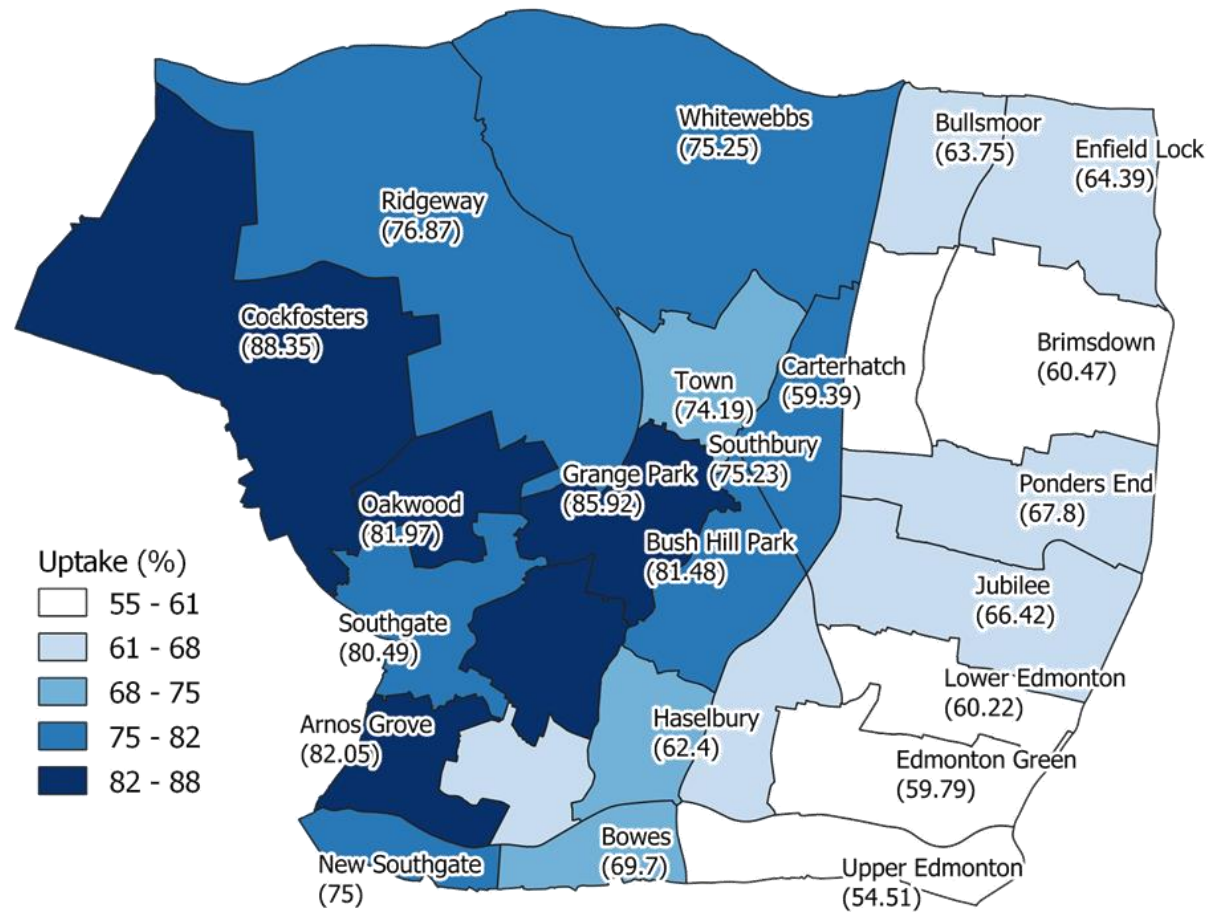 Whitewebbs
(75.25)
Bullsmoor
(63.75)
Enfield Lock
(64.39)
Ridgeway
(76.87)
Cockfosters
(88.35)
Brimsdown
(60.47)
Carterhatch
(59.39)
Town
(74.19)
Southbury
(75.23)
Grange Park
(85.92)
Ponders End
(67.8)
Oakwood
(81.97)
Bush Hill Park
(81.48)
Jubilee
(66.42)
Southgate
(80.49)
Lower Edmonton
(60.22)
Arnos Grove
(82.05)
Haselbury
(62.4)
Edmonton Green
(59.79)
Bowes
(69.7)
New Southgate
(75)
Upper Edmonton
(54.51)
Uptake (%)
55 - 61
61 - 68
68 - 75
75 - 82
82 - 88